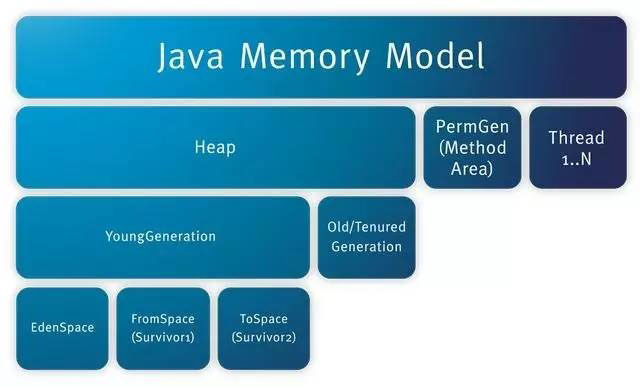 Java Memory Model
Heap
PermGen
(Method
Area)
Thread
1..N
YoungGeneration
Old/Tenured
Generation
EdenSpace
FromSpace
(Survivor1)
ToSpace
(Survivor2)